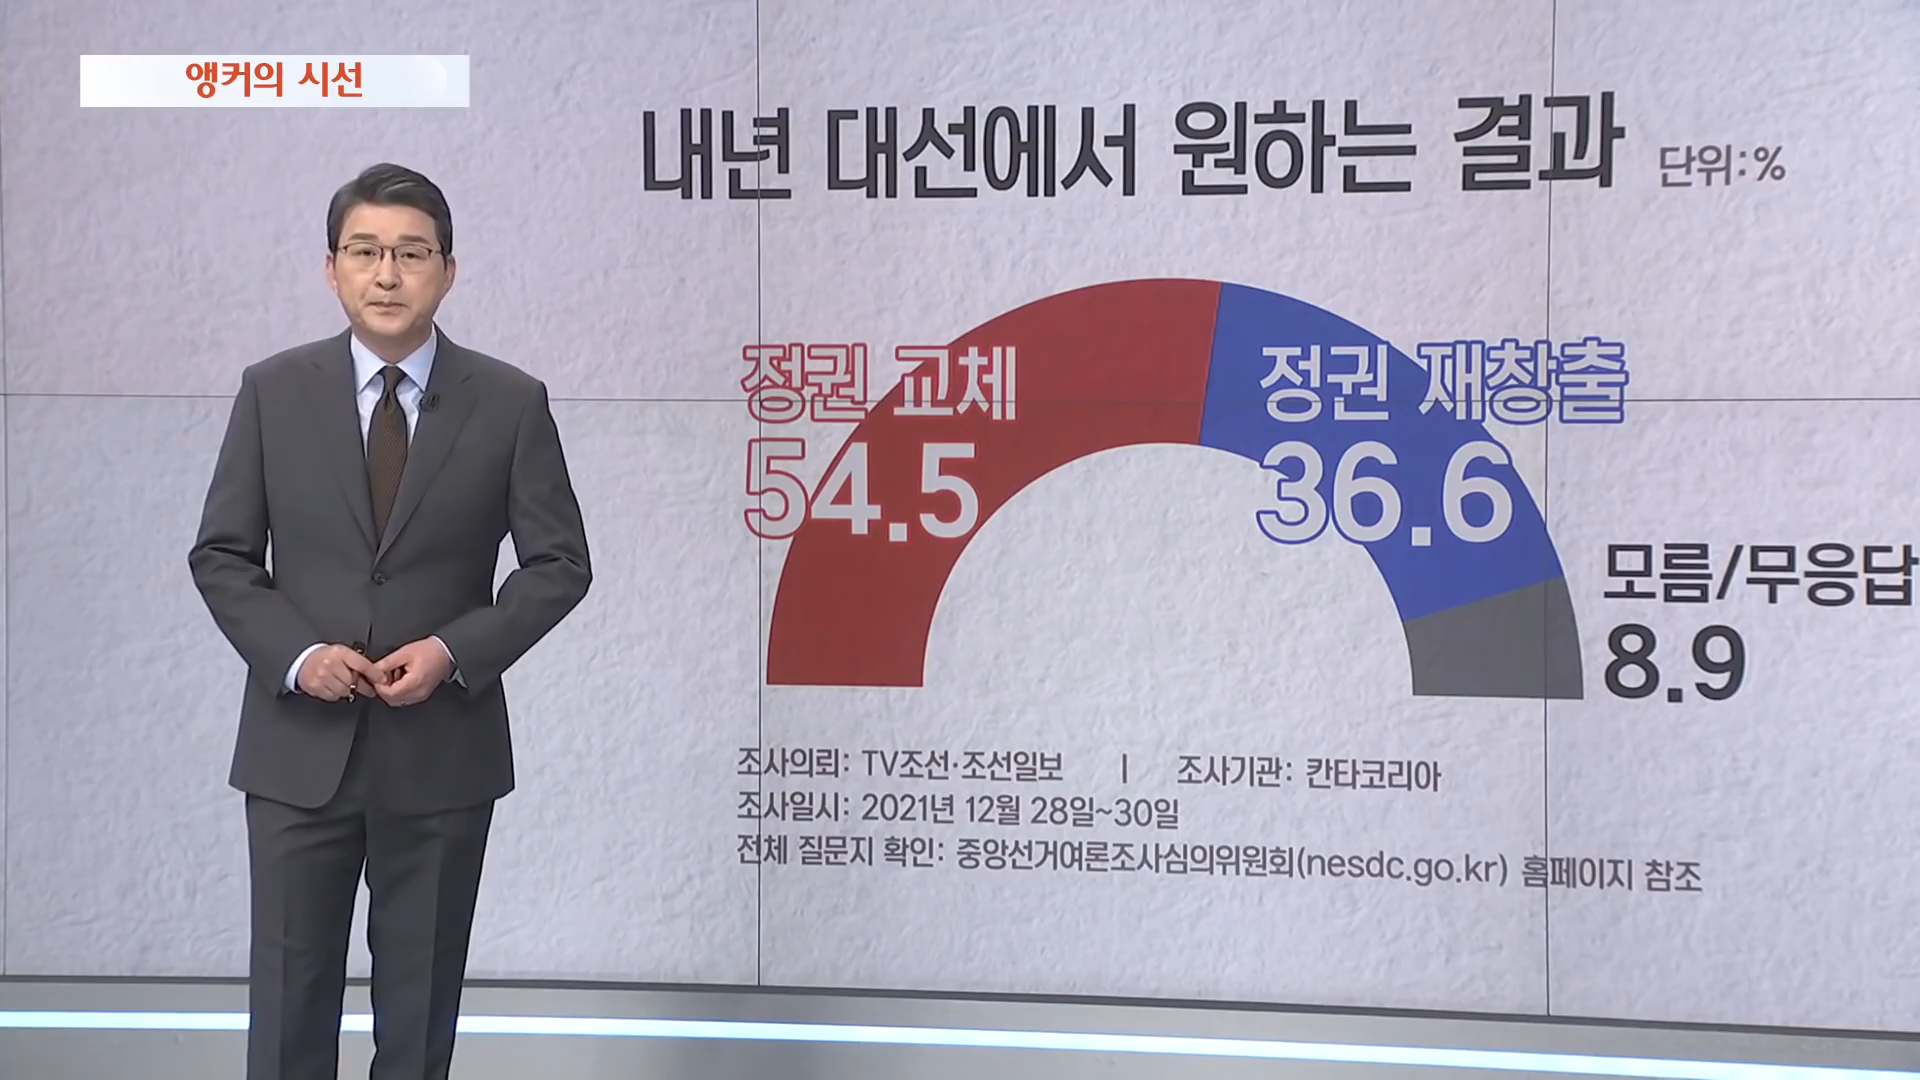 앵커의 시선
내년 대선에서 원하는 결과 단위:%
정권 교체
54.5
정권 재창출
36.6
모름/무응답
8.9
조사의뢰: TV조선·조선일보 | 조사기관: 칸타코리아
조사일시: 2021년 12월 28일~30일
전체 질문지 확인: 중앙선거여론조사심의위원회(nesdc.go.kr) 홈페이지 참조